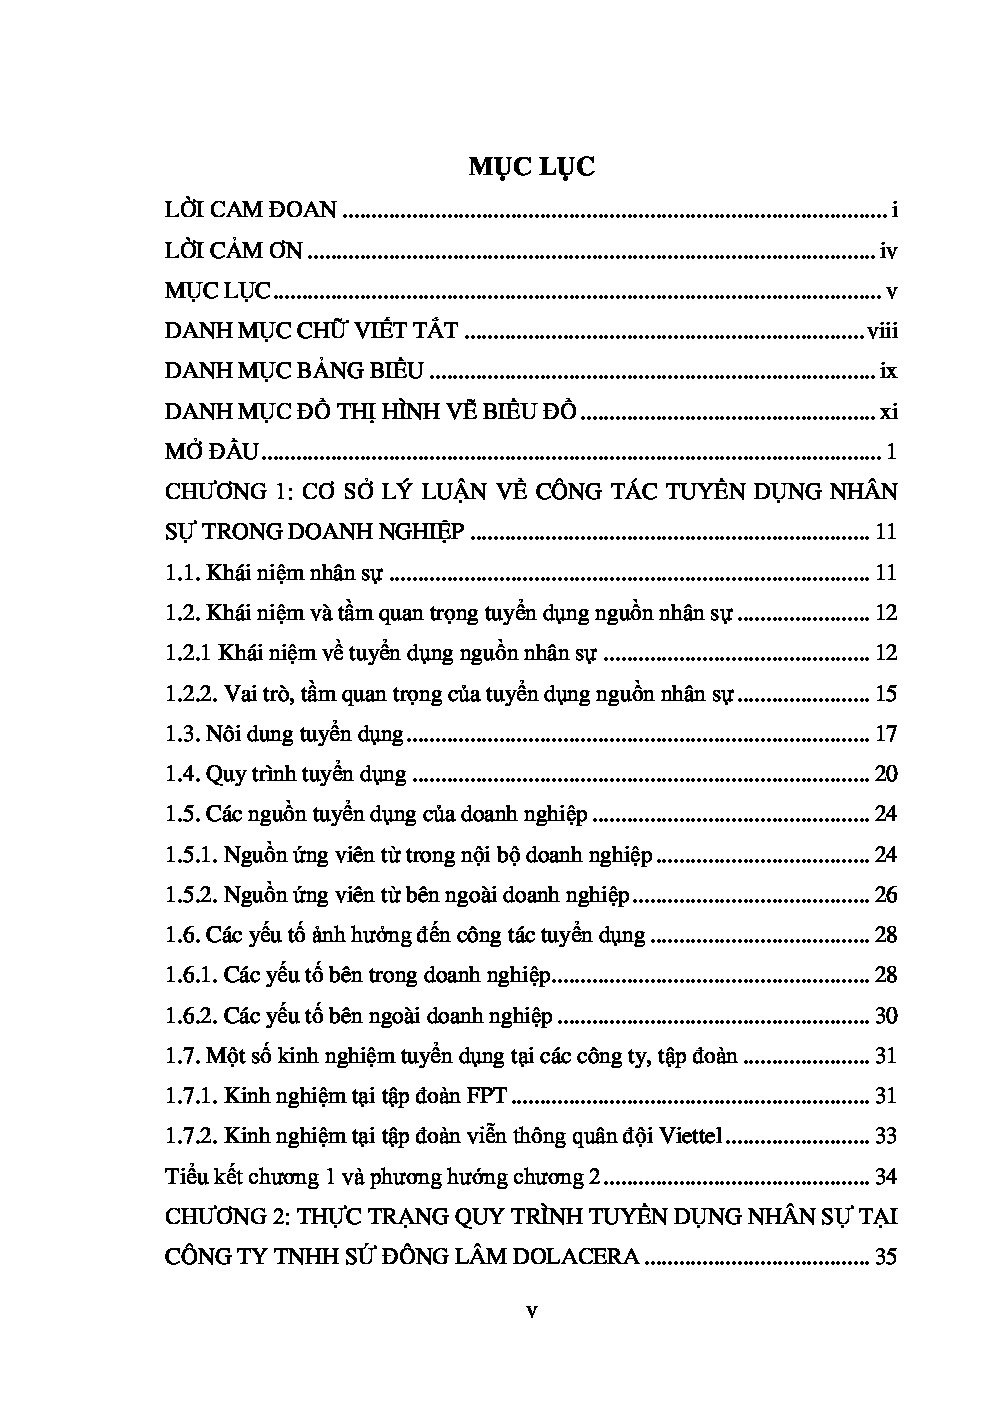 MỤC LỤC
LỜI CAM ĐOAN ........ i
LỜI CẢM ƠN ........ iv
MỤC LỤC ........ v
DANH MỤC CHỮ VIẾT TẮT ........ viii
DANH MỤC BẢNG BIỂU ........ ix
DANH MỤC ĐỒ THỊ HÌNH VẼ BIỂU ĐỒ ........ xi
MỞ ĐẦU ........ 1
CHƯƠNG 1: CƠ SỞ LÝ LUẬN VỀ CÔNG TÁC TUYỂN DỤNG NHÂN
SỰ TRONG DOANH NGHIỆP ........ 11
1.1. Khái niệm nhân sự ........ 11
1.2. Khái niệm và tầm quan trọng tuyển dụng nguồn nhân sự ........ 12
1.2.1 Khái niệm về tuyển dụng nguồn nhân sự ........ 12
1.2.2. Vai trò, tầm quan trọng của tuyển dụng nguồn nhân sự ........ 15
1.3. Nôi dung tuyển dụng ........ 17
1.4. Quy trình tuyển dụng ........ 20
1.5. Các nguồn tuyển dụng của doanh nghiệp ........ 24
1.5.1. Nguồn ứng viên từ trong nội bộ doanh nghiệp ........ 24
1.5.2. Nguồn ứng viên từ bên ngoài doanh nghiệp ........ 26
1.6. Các yếu tố ảnh hưởng đến công tác tuyển dụng ........ 28
1.6.1. Các yếu tố bên trong doanh nghiệp ........ 28
1.6.2. Các yếu tố bên ngoài doanh nghiệp ........ 30
1.7. Một số kinh nghiệm tuyển dụng tại các công ty, tập đoàn ........ 31
1.7.1. Kinh nghiệm tại tập đoàn FPT ........ 31
1.7.2. Kinh nghiệm tại tập đoàn viễn thông quân đội Viettel ........ 33
Tiểu kết chương 1 và phương hướng chương 2 ........ 34
CHƯƠNG 2: THỰC TRẠNG QUY TRÌNH TUYỂN DỤNG NHÂN SỰ TẠI
CÔNG TY TNHH SỨ ĐÔNG LÂM DOLACERA ........ 35
v